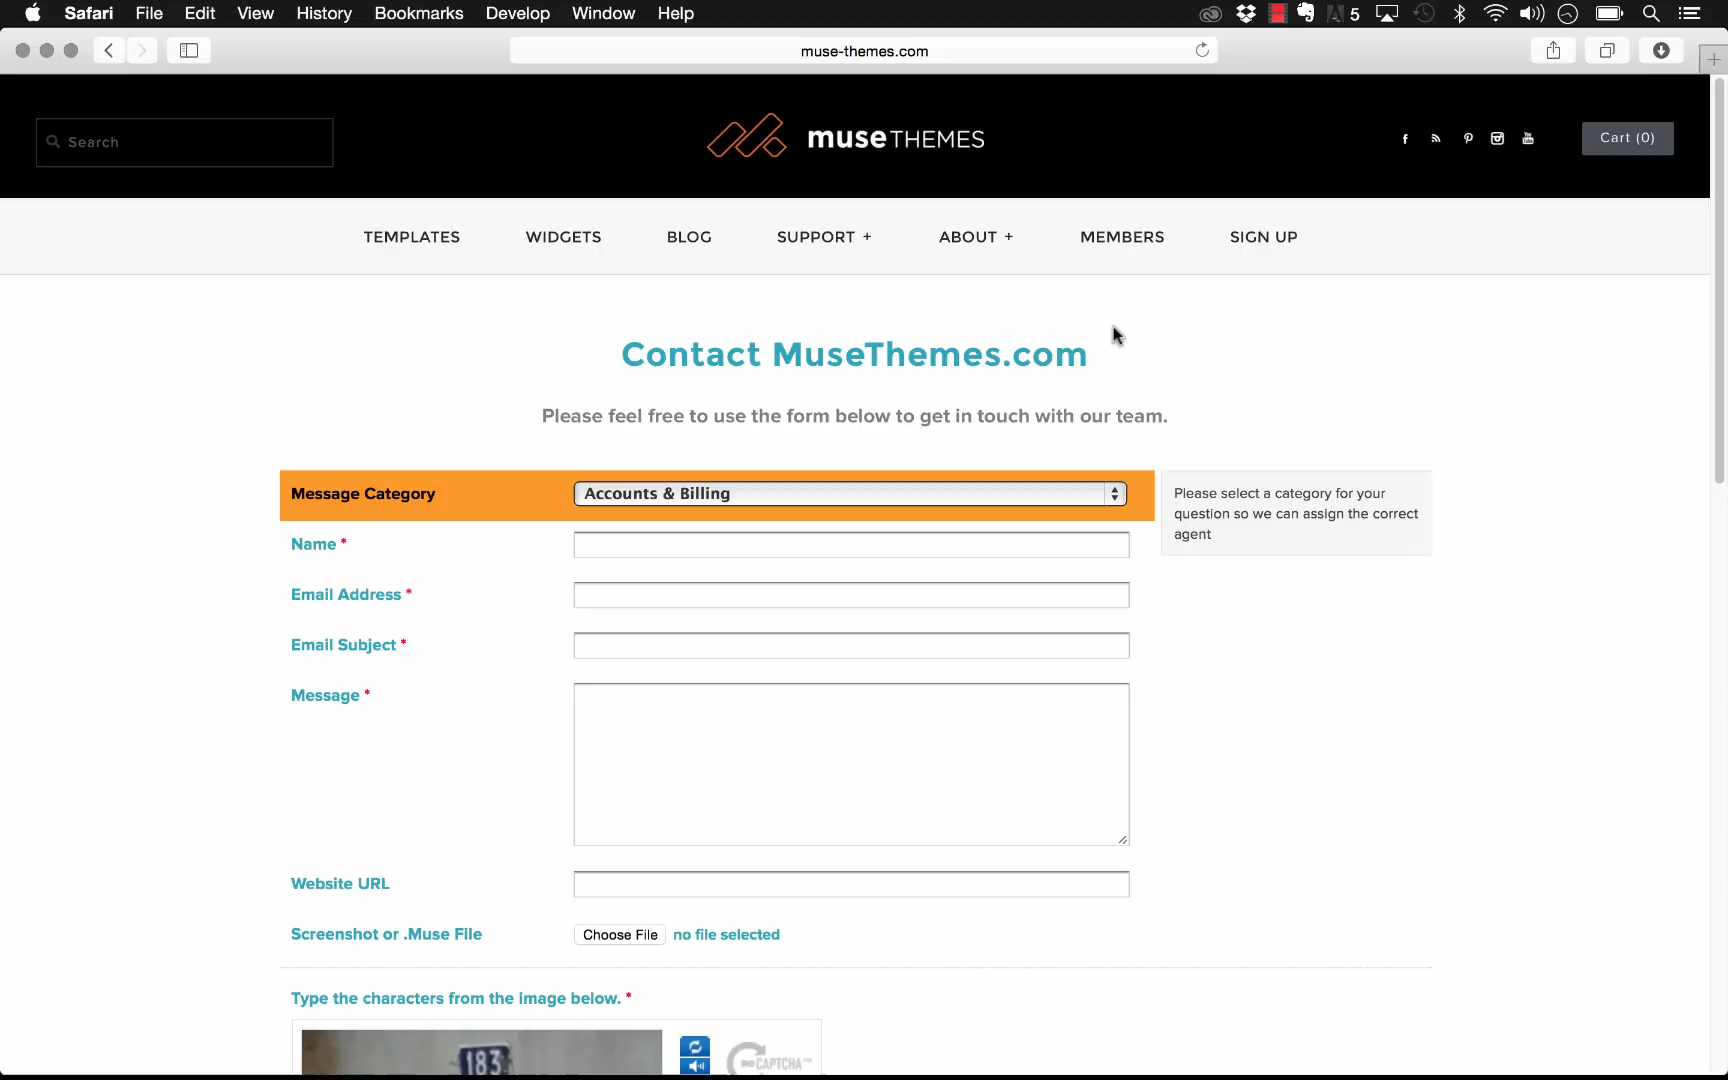 Safari File Edit View History Bookmarks Develop Window Help 5
muse-themes.com
Search
museTHEMES
Cart (0)
TEMPLATES WIDGETS BLOG SUPPORT + ABOUT + MEMBERS SIGN UP
Contact MuseThemes.com
Please feel free to use the form below to get in touch with our team.
Message Category Accounts & Billing
Please select a category for your
question so we can assign the correct
agent
Name *
Email Address *
Email Subject *
Message *
Website URL
Screenshot or .Muse File Choose File no file selected
Type the characters from the image below. *
183
reCAPTCHA™